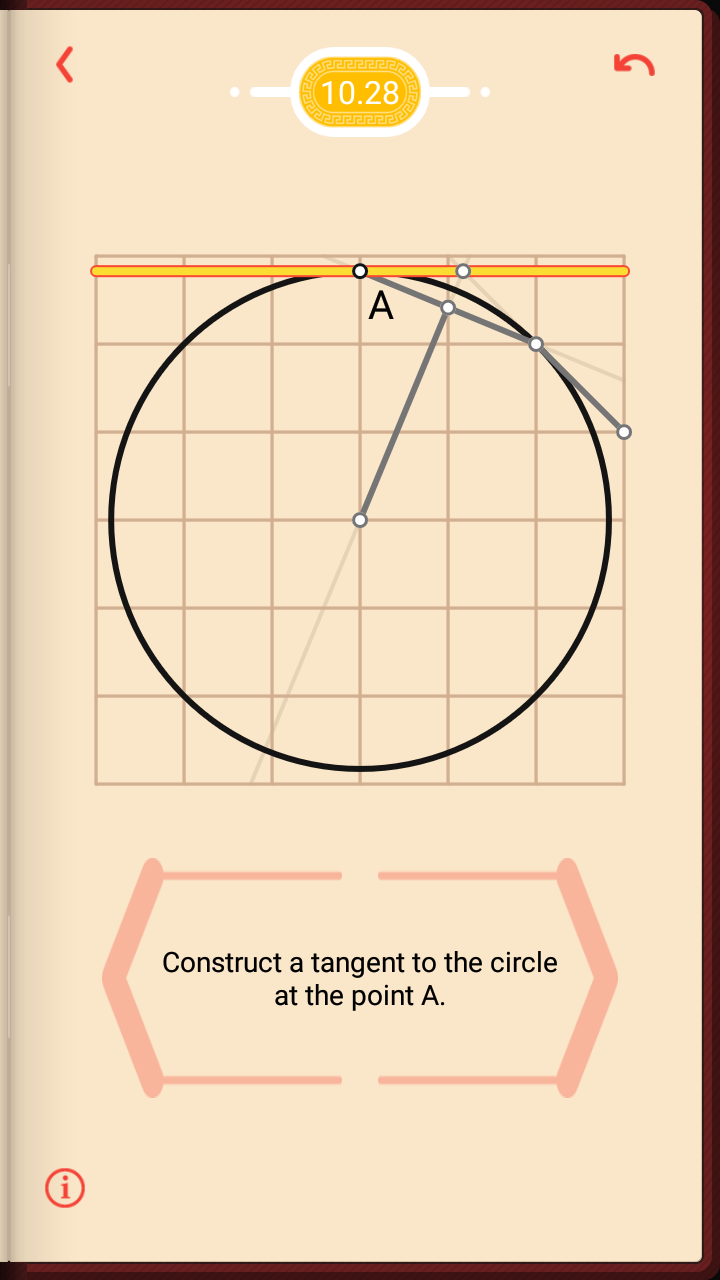 10.28
A
Construct a tangent to the circle
at the point A.
i